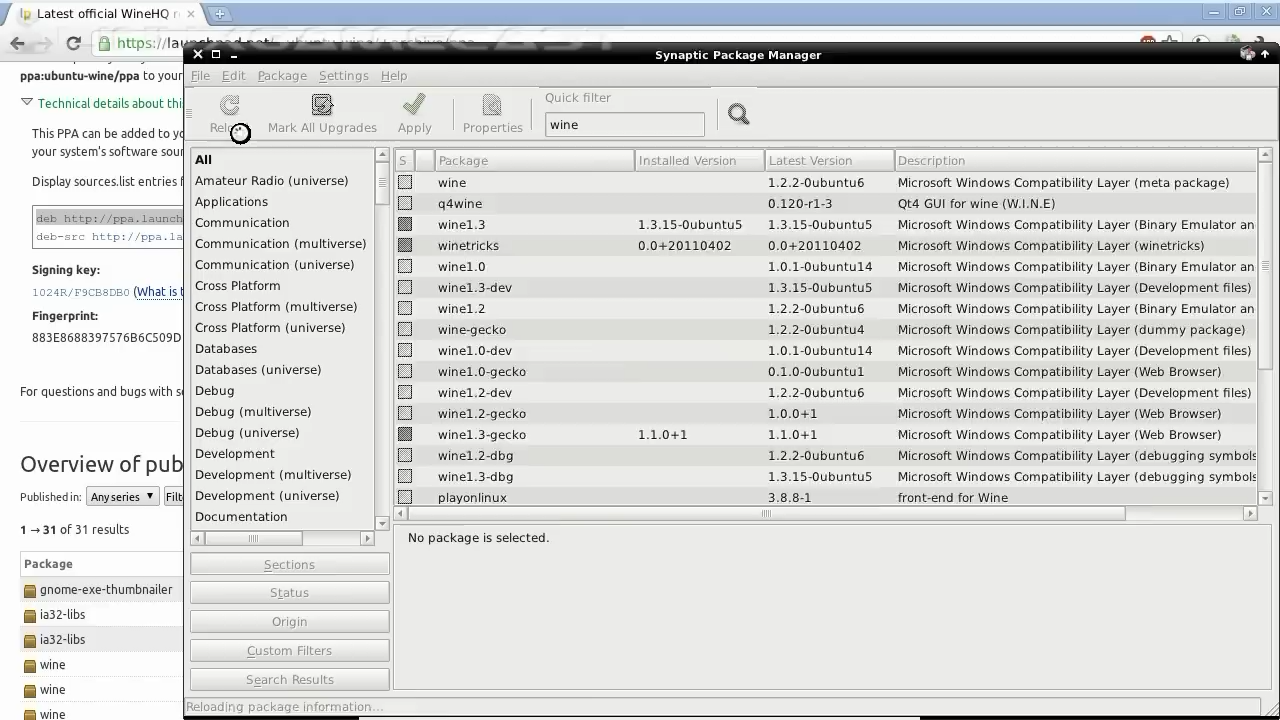 Latest official WineHQ r
https://launchpad.net/~ubuntu-wine/+archive/ppa
ppa:ubuntu-wine/ppa to your
Technical details about thi
This PPA can be added to yo
your system's software sour
Display sources.list entries f
deb http://ppa.launch
deb-src http://ppa.la
Signing key:
1024R/F9CB8DB0 (What is t
Fingerprint:
883E8688397576B6C509D
For questions and bugs with s
Overview of pub
Published in: Any series Filte
1 → 31 of 31 results
Package
gnome-exe-thumbnailer
ia32-libs
ia32-libs
wine
wine
wine
Synaptic Package Manager
File Edit Package Settings Help
Mark All Upgrades Apply Properties
Quick filter
wine
All
Amateur Radio (universe)
Applications
Communication
Communication (multiverse)
Communication (universe)
Cross Platform
Cross Platform (multiverse)
Cross Platform (universe)
Databases
Databases (universe)
Debug
Debug (multiverse)
Debug (universe)
Development
Development (multiverse)
Development (universe)
Documentation
Sections
Status
Origin
Custom Filters
Search Results
S Package Installed Version Latest Version Description
wine 1.2.2-0ubuntu6 Microsoft Windows Compatibility Layer (meta package)
q4wine 0.120-r1-3 Qt4 GUI for wine (W.I.N.E)
wine1.3 1.3.15-0ubuntu5 1.3.15-0ubuntu5 Microsoft Windows Compatibility Layer (Binary Emulator an
winetricks 0.0+20110402 0.0+20110402 Microsoft Windows Compatibility Layer (winetricks)
wine1.0 1.0.1-0ubuntu14 Microsoft Windows Compatibility Layer (Binary Emulator an
wine1.3-dev 1.3.15-0ubuntu5 Microsoft Windows Compatibility Layer (Development files)
wine1.2 1.2.2-0ubuntu6 Microsoft Windows Compatibility Layer (Binary Emulator an
wine-gecko 1.2.2-0ubuntu4 Microsoft Windows Compatibility Layer (dummy package)
wine1.0-dev 1.0.1-0ubuntu14 Microsoft Windows Compatibility Layer (Development files)
wine1.0-gecko 0.1.0-0ubuntu1 Microsoft Windows Compatibility Layer (Web Browser)
wine1.2-dev 1.2.2-0ubuntu6 Microsoft Windows Compatibility Layer (Development files)
wine1.2-gecko 1.0.0+1 Microsoft Windows Compatibility Layer (Web Browser)
wine1.3-gecko 1.1.0+1 1.1.0+1 Microsoft Windows Compatibility Layer (Web Browser)
wine1.2-dbg 1.2.2-0ubuntu6 Microsoft Windows Compatibility Layer (debugging symbols
wine1.3-dbg 1.3.15-0ubuntu5 Microsoft Windows Compatibility Layer (debugging symbols
playonlinux 3.8.8-1 front-end for Wine
No package is selected.
Reloading package information...